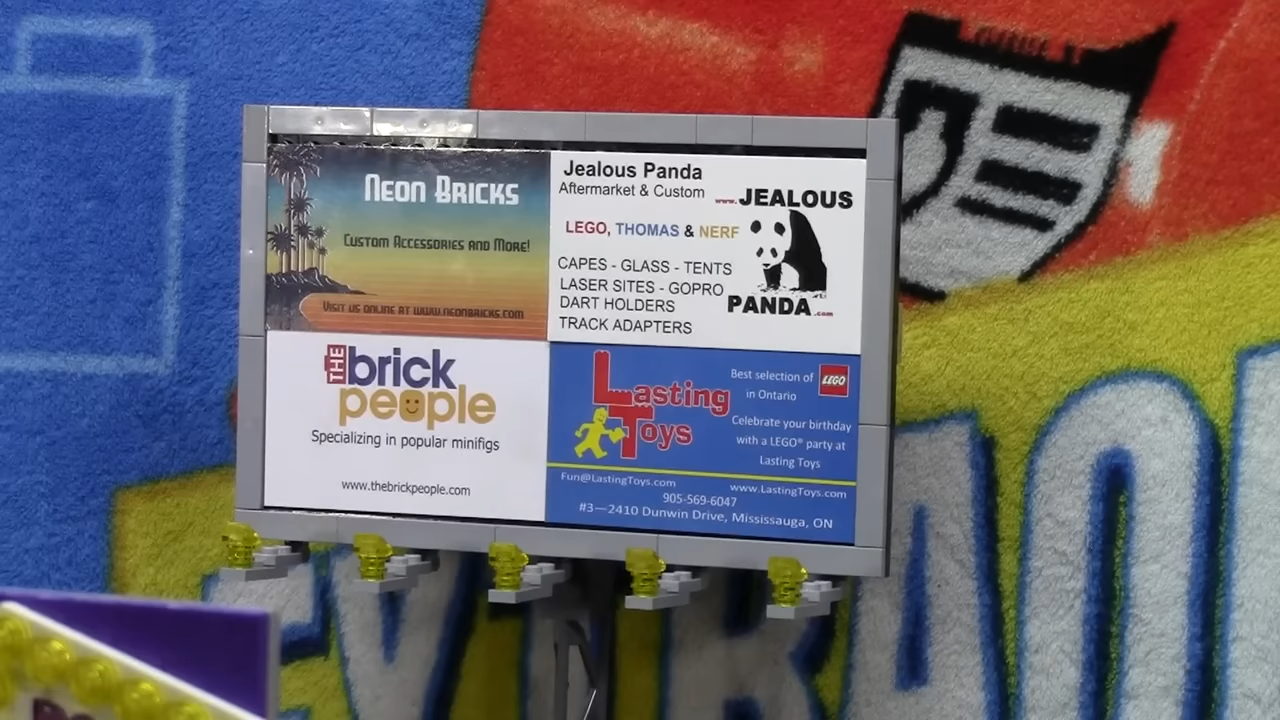 Neon Bricks
Custom Accessories and More!
Visit us online at www.neonbricks.com
Jealous Panda
Aftermarket & Custom
www.JEALOUS
LEGO, THOMAS & NERF
CAPES - GLASS - TENTS
LASER SITES - GOPRO
DART HOLDERS
TRACK ADAPTERS
PANDA.com
THE brick
people
Specializing in popular minifigs
www.thebrickpeople.com
Lasting
Toys
Best selection of
in Ontario
LEGO
Celebrate your birthday
with a LEGO® party at
Lasting Toys
Fun@LastingToys.com
www.LastingToys.com
905-569-6047
#3—2410 Dunwin Drive, Mississauga, ON